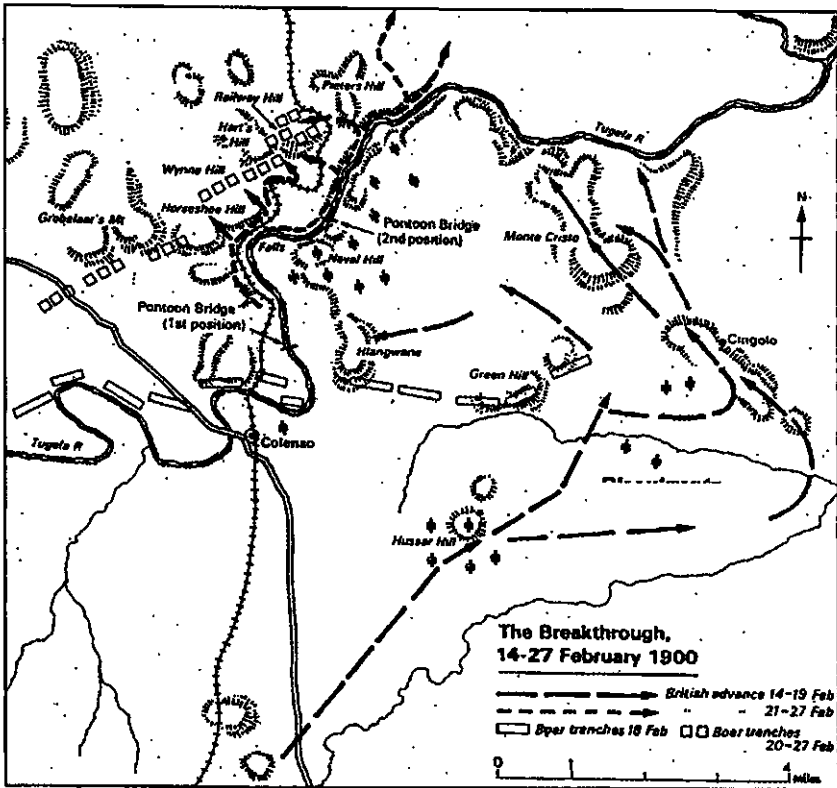 Pieters Hill
Railway Hill
Hart's
Hill
Tugela R
Wynne Hill
Horseshoe Hill
Grobelaar's Mt
Pontoon Bridge
(2nd position)
Falls
Naval Hill
Monte Cristo
N
Pontoon Bridge
(1st position)
Hlangwane
Cingolo
Green Hill
Tugela R
Colenso
Hussar Hill
The Breakthrough,
14-27 February 1900
British advance 14-19 Feb
" " 21-27 Feb
Boer trenches 18 Feb Boer trenches
20-27 Feb
0 1 4
Miles